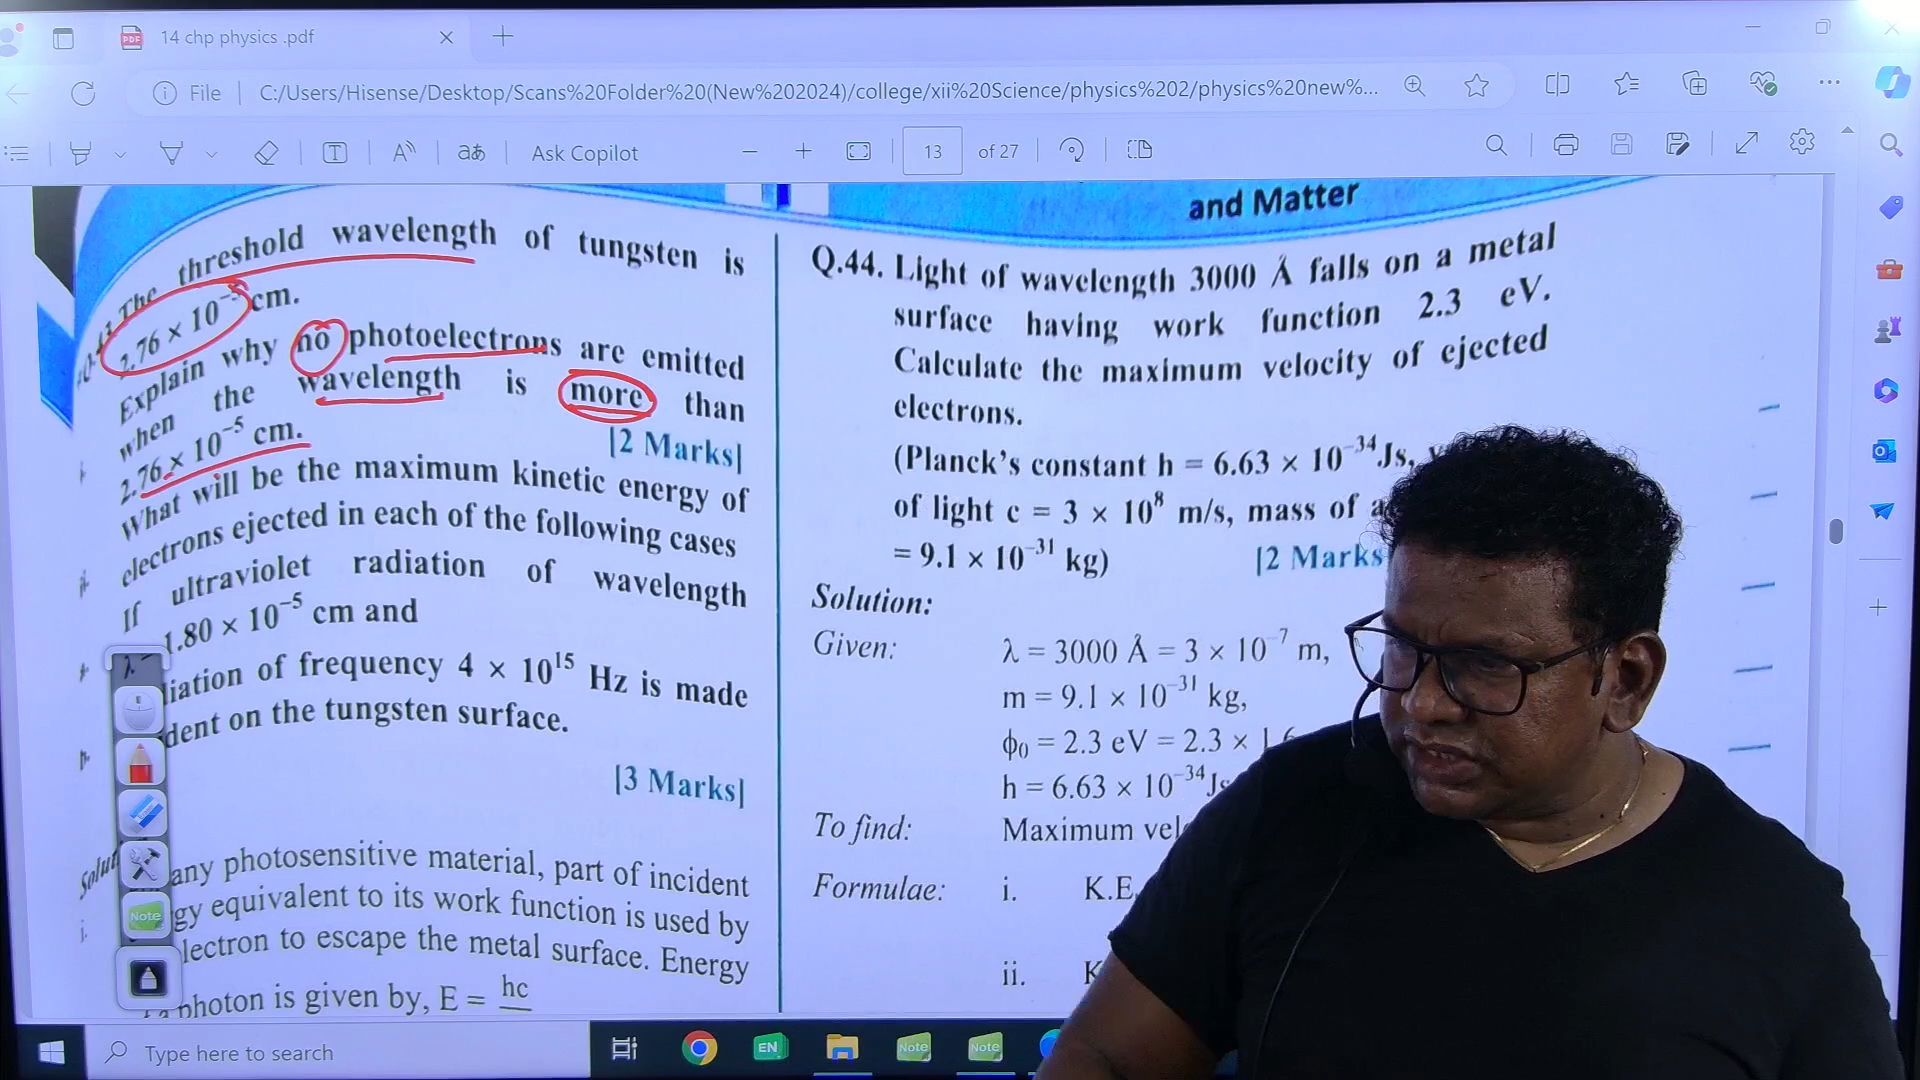 14 chp physics .pdf
File
C:/Users/Hisense/Desktop/Scans%20Folder%20(New%202024)/college/xii%20Science/physics%202/physics%20new%...
Ask Copilot
13 of 27
The threshold wavelength of tungsten is
2.76 × 10⁻⁵ cm.
Explain why no photoelectrons are emitted
when the wavelength is more than
2.76 × 10⁻⁵ cm.
[2 Marks]
What will be the maximum kinetic energy of
electrons ejected in each of the following cases
If ultraviolet radiation of wavelength
1.80 × 10⁻⁵ cm and
iation of frequency 4 × 10¹⁵ Hz is made
dent on the tungsten surface.
[3 Marks]
any photosensitive material, part of incident
gy equivalent to its work function is used by
lectron to escape the metal surface. Energy
photon is given by, E = hc
and Matter
Q.44. Light of wavelength 3000 Å falls on a metal
surface having work function 2.3 eV.
Calculate the maximum velocity of ejected
electrons.
(Planck's constant h = 6.63 × 10⁻³⁴Js,
of light c = 3 × 10⁸ m/s, mass of a
= 9.1 × 10⁻³¹ kg)
[2 Marks
Solution:
Given: λ = 3000 Å = 3 × 10⁻⁷ m,
m = 9.1 × 10⁻³¹ kg,
ϕ₀ = 2.3 eV = 2.3 × 1.6
h = 6.63 × 10⁻³⁴Js
To find: Maximum vel
Formulae: i. K.E.
ii. K
Note
Type here to search
EN
Note
Note